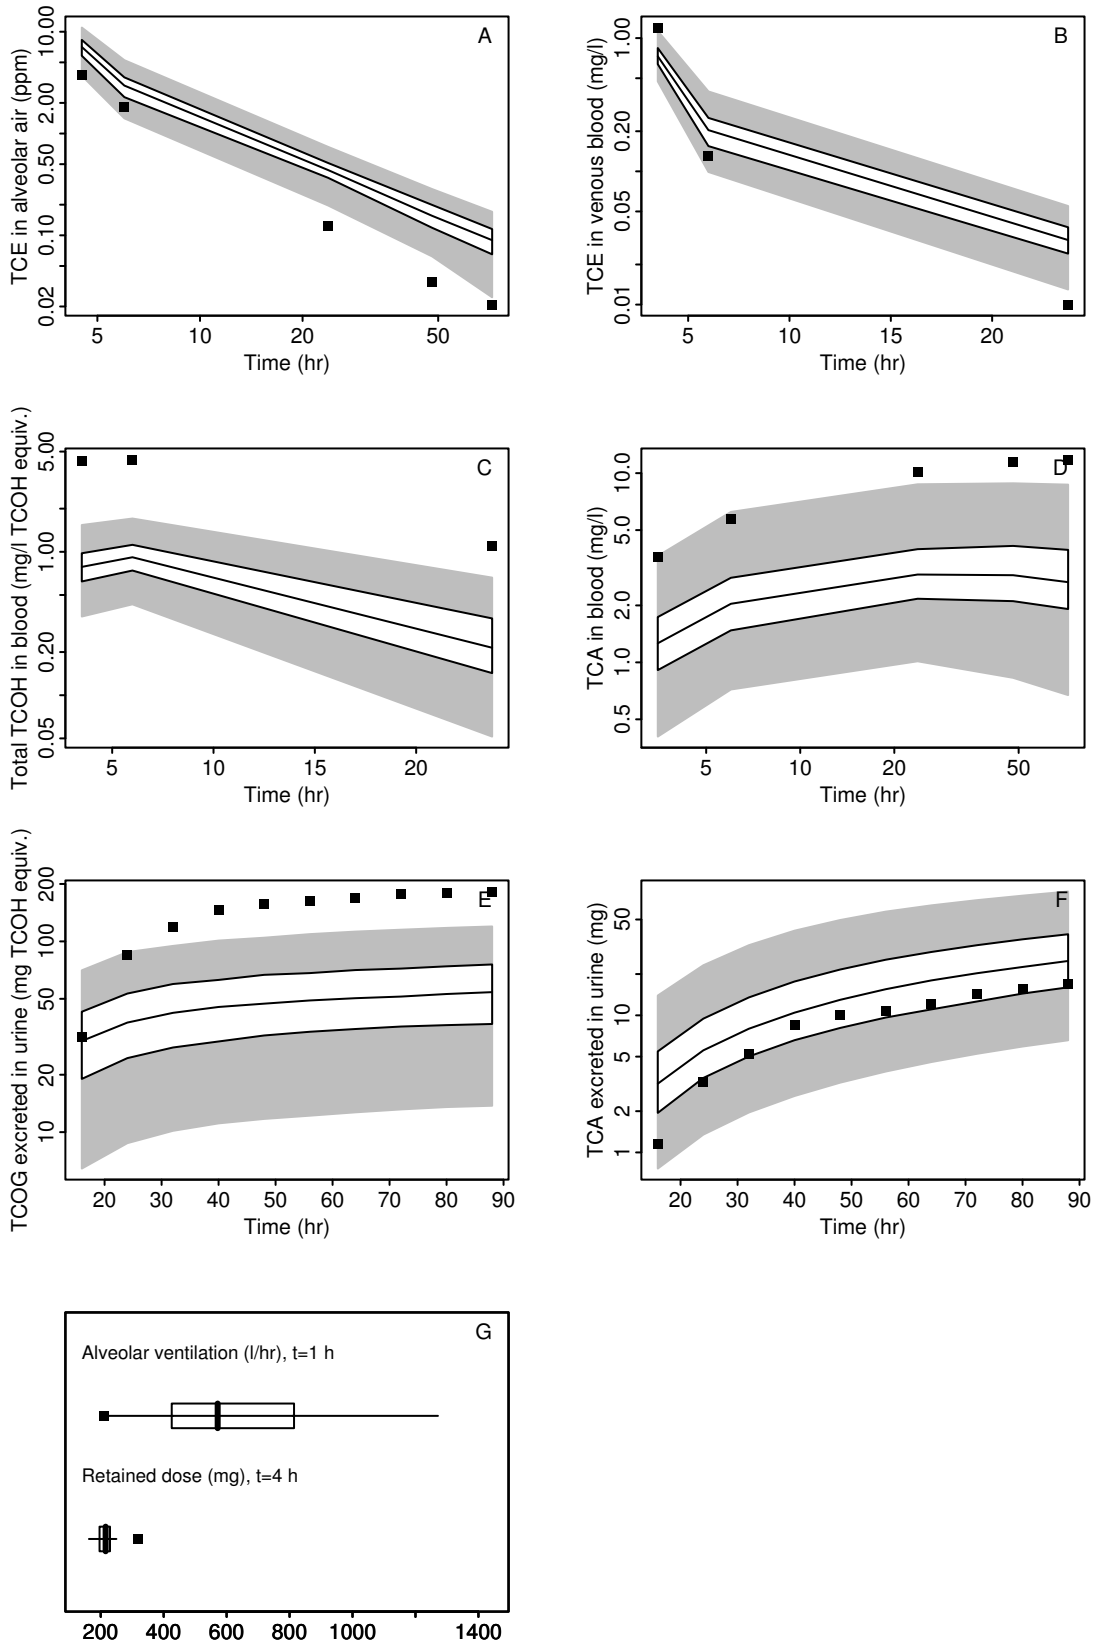 A
TCE in alveolar air (ppm)
10.00
2.00
0.50
0.10
0.02
5 10 20 50
Time (hr)
B
TCE in venous blood (mg/l)
1.00
0.20
0.05
0.01
5 10 15 20
Time (hr)
C
Total TCOH in blood (mg/l TCOH equiv.)
5.00
1.00
0.20
0.05
5 10 15 20
Time (hr)
D
TCA in blood (mg/l)
10.0
5.0
2.0
1.0
0.5
5 10 20 50
Time (hr)
E
TCOG excreted in urine (mg TCOH equiv.)
200
100
50
20
10
20 30 40 50 60 70 80 90
Time (hr)
F
TCA excreted in urine (mg)
50
10
5
2
1
20 30 40 50 60 70 80 90
Time (hr)
G
Alveolar ventilation (l/hr), t=1 h
Retained dose (mg), t=4 h
200 400 600 800 1000 1400